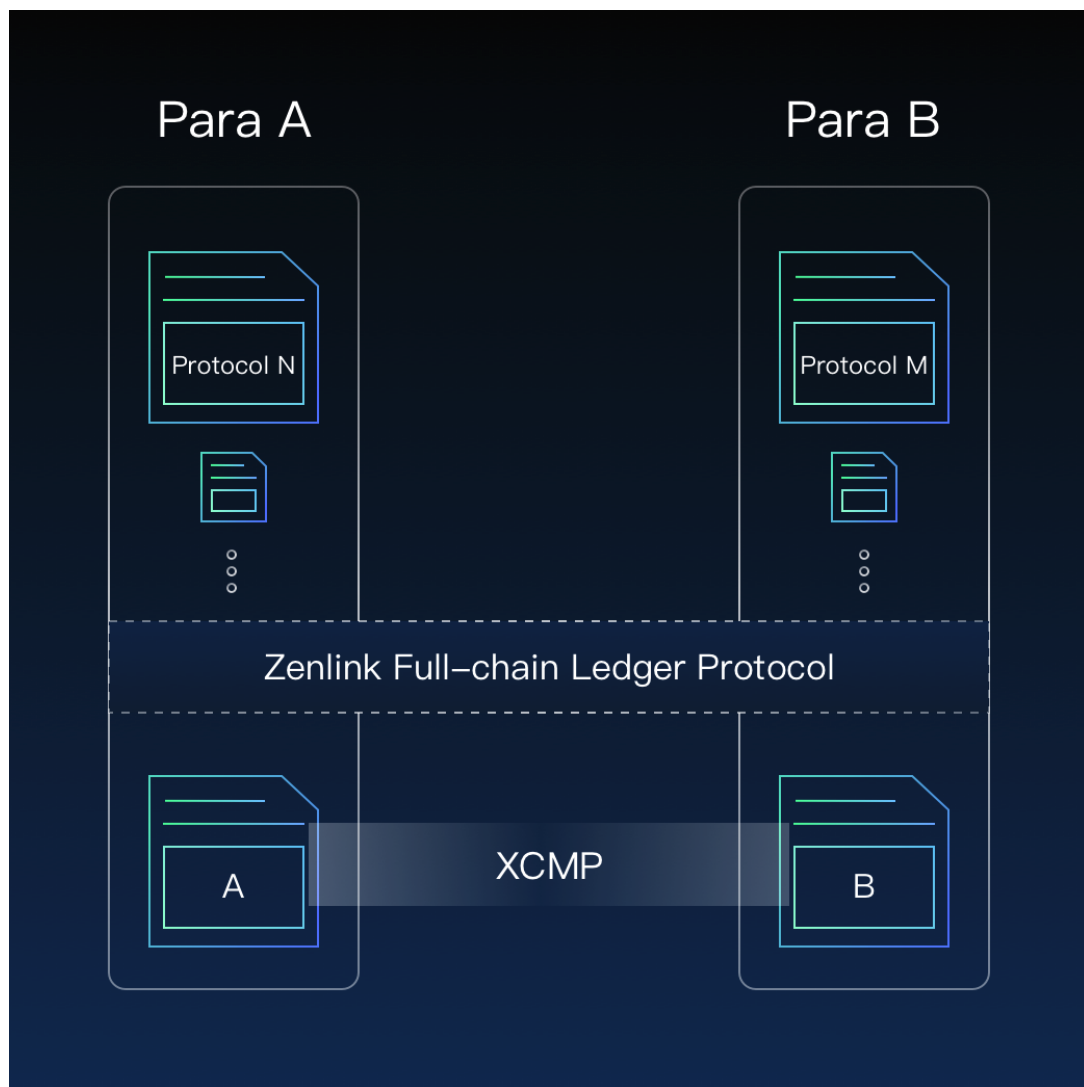 Para A
Para B
Protocol N
Protocol M
Zenlink Full-chain Ledger Protocol
A
XCMP
B